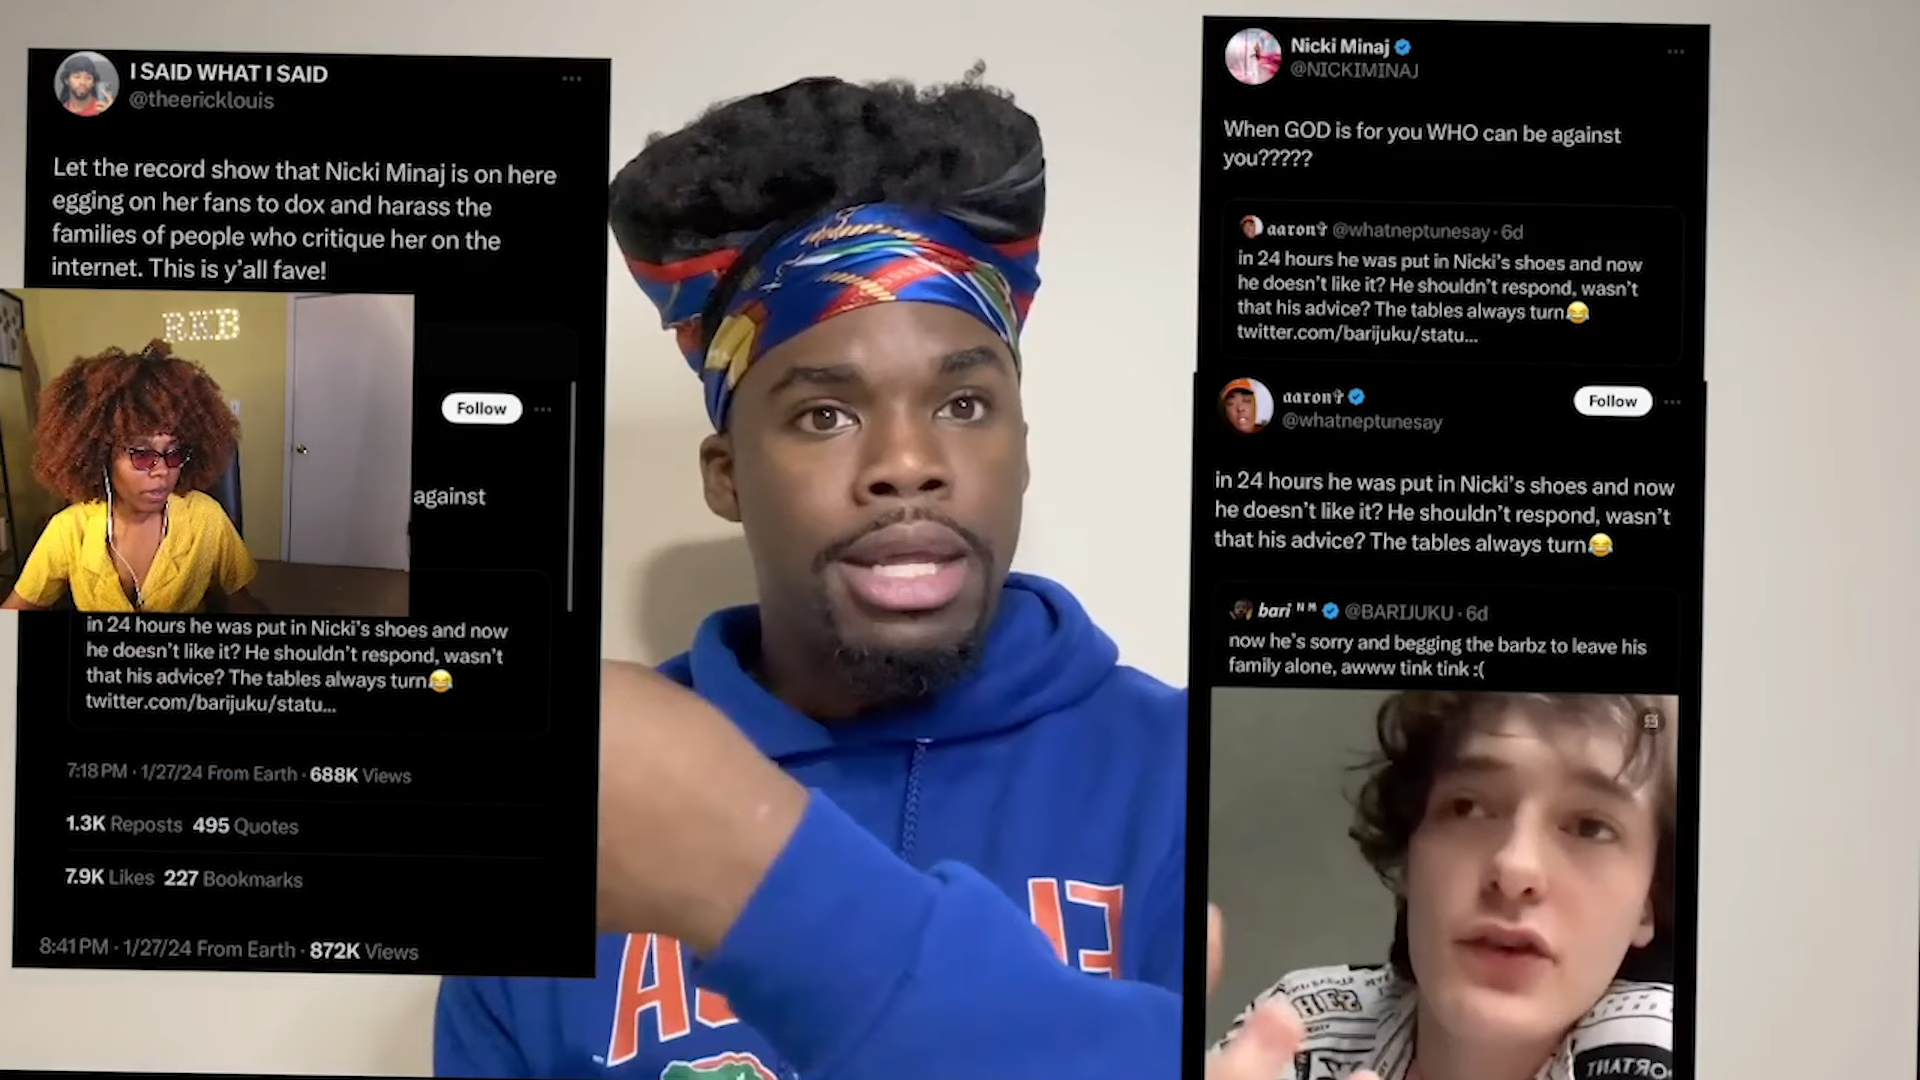 I SAID WHAT I SAID
@theericklouis
Let the record show that Nicki Minaj is on here
egging on her fans to dox and harass the
families of people who critique her on the
internet. This is y'all fave!
RKB
Follow
against
in 24 hours he was put in Nicki's shoes and now
he doesn't like it? He shouldn't respond, wasn't
that his advice? The tables always turn😂
twitter.com/barijuku/statu...
7:18 PM · 1/27/24 From Earth · 688K Views
1.3K Reposts 495 Quotes
7.9K Likes 227 Bookmarks
8:41 PM · 1/27/24 From Earth · 872K Views
Nicki Minaj
@NICKIMINAJ
When GOD is for you WHO can be against
you?????
aaron✞ @whatneptunesay · 6d
in 24 hours he was put in Nicki's shoes and now
he doesn't like it? He shouldn't respond, wasn't
that his advice? The tables always turn😂
twitter.com/barijuku/statu...
aaron✞
@whatneptunesay
Follow
in 24 hours he was put in Nicki's shoes and now
he doesn't like it? He shouldn't respond, wasn't
that his advice? The tables always turn😂
bari ᴺᴹ @BARIJUKU · 6d
now he's sorry and begging the barbz to leave his
family alone, awww tink tink :(